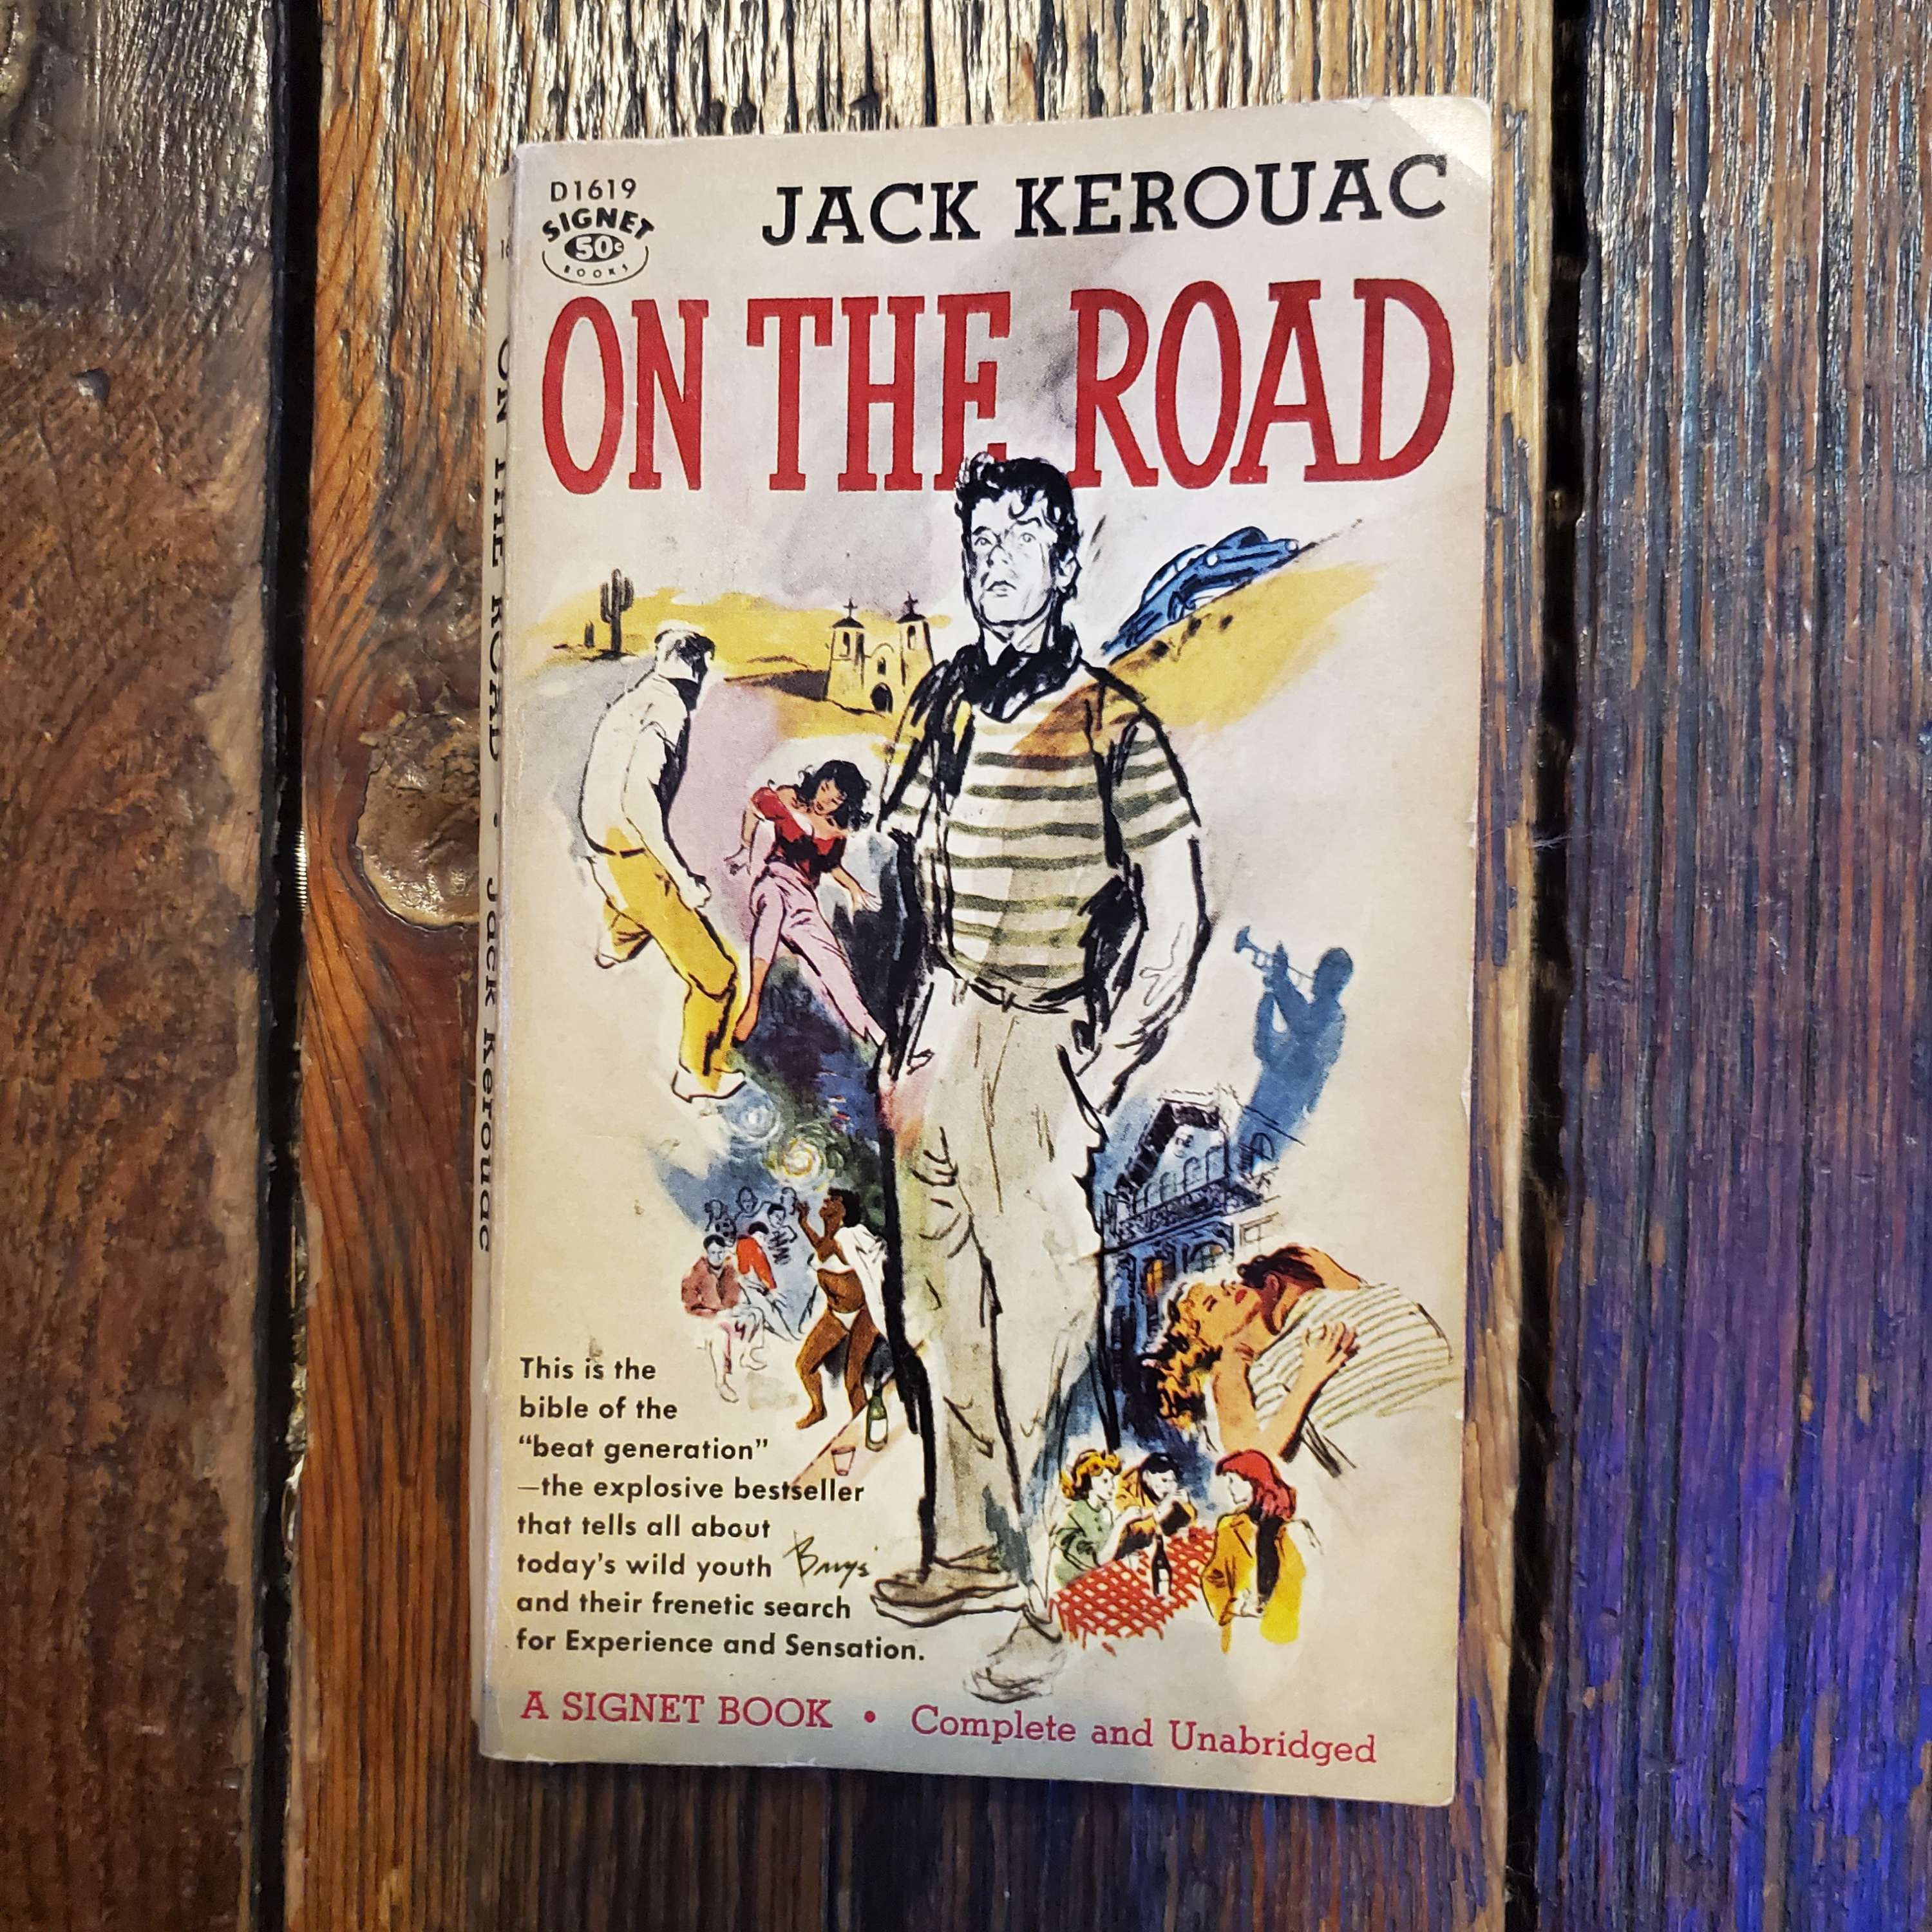 D1619
SIGNET
50¢
BOOKS
JACK KEROUAC
ON THE ROAD
This is the
bible of the
“beat generation”
—the explosive bestseller
that tells all about
today's wild youth
and their frenetic search
for Experience and Sensation.
A SIGNET BOOK • Complete and Unabridged
ON THE ROAD • Jack Kerouac